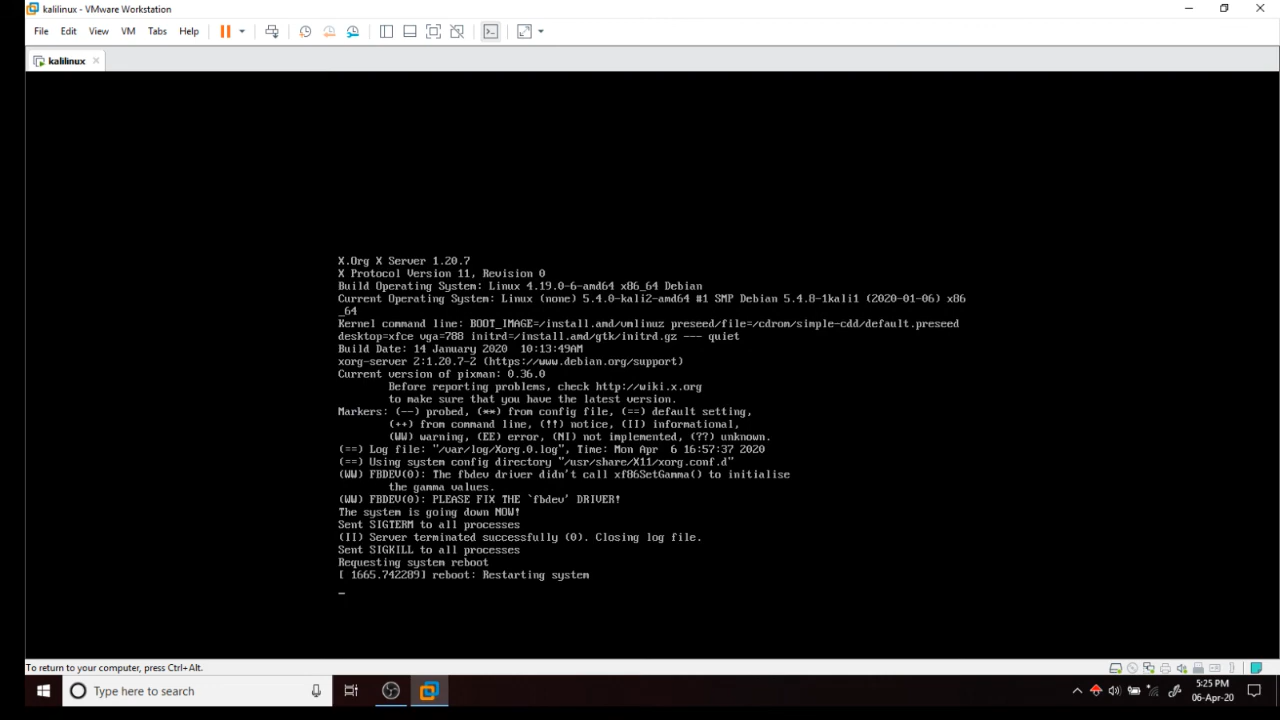 kalilinux - VMware Workstation
File Edit View VM Tabs Help
kalilinux
X.Org X Server 1.20.7
X Protocol Version 11, Revision 0
Build Operating System: Linux 4.19.0-6-amd64 x86_64 Debian
Current Operating System: Linux (none) 5.4.0-kali2-amd64 #1 SMP Debian 5.4.8-1kali1 (2020-01-06) x86
_64
Kernel command line: BOOT_IMAGE=/install.amd/vmlinuz preseed/file=/cdrom/simple-cdd/default.preseed
desktop=xfce vga=788 initrd=/install.amd/gtk/initrd.gz --- quiet
Build Date: 14 January 2020  10:13:49AM
xorg-server 2:1.20.7-2 (https://www.debian.org/support)
Current version of pixman: 0.36.0
Before reporting problems, check http://wiki.x.org
to make sure that you have the latest version.
Markers: (--) probed, (**) from config file, (==) default setting,
(++) from command line, (!!) notice, (II) informational,
(WW) warning, (EE) error, (NI) not implemented, (??) unknown.
(==) Log file: "/var/log/Xorg.0.log", Time: Mon Apr  6 16:57:37 2020
(==) Using system config directory "/usr/share/X11/xorg.conf.d"
(WW) FBDEV(0): The fbdev driver didn't call xf86SetGamma() to initialise
the gamma values.
(WW) FBDEV(0): PLEASE FIX THE `fbdev' DRIVER!
The system is going down NOW!
Sent SIGTERM to all processes
(II) Server terminated successfully (0). Closing log file.
Sent SIGKILL to all processes
Requesting system reboot
[ 1665.742289] reboot: Restarting system
_
To return to your computer, press Ctrl+Alt.
Type here to search
5:25 PM
06-Apr-20